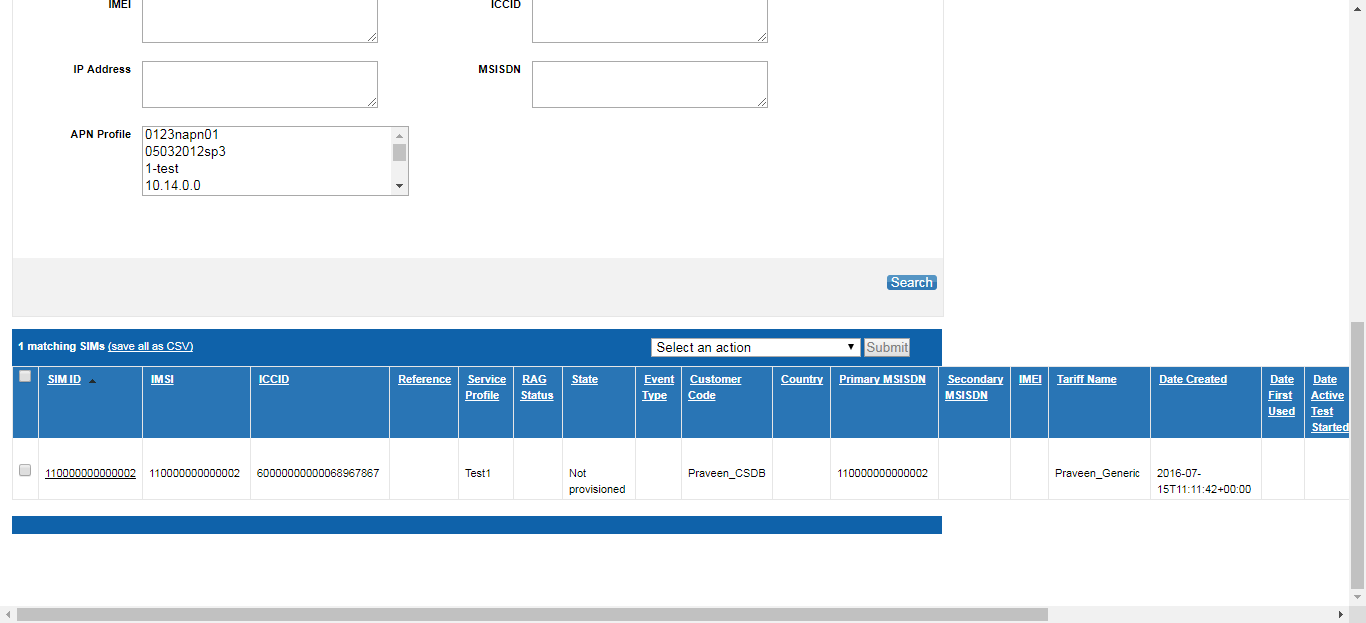 IMEI ICCID
IP Address MSISDN
APN Profile 0123napn01
05032012sp3
1-test
10.14.0.0
Search
1 matching SIMs (save all as CSV) Select an action Submit
SIM ID IMSI ICCID Reference Service Profile RAG Status State Event Type Customer Code Country Primary MSISDN Secondary MSISDN IMEI Tariff Name Date Created Date First Used Date Active Test Started
110000000000002 110000000000002 60000000000068967867 Test1 Not provisioned Praveen_CSDB 110000000000002 Praveen_Generic 2016-07-15T11:11:42+00:00